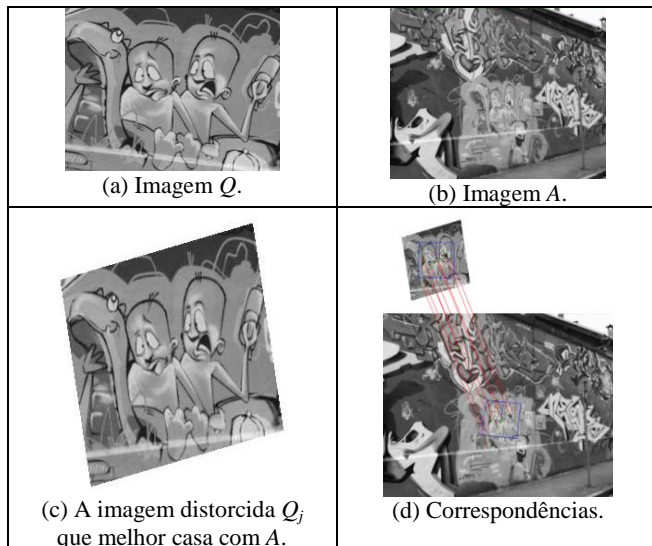 (a) Imagem Q.
(b) Imagem A.
(c) A imagem distorcida Qj
que melhor casa com A.
(d) Correspondências.